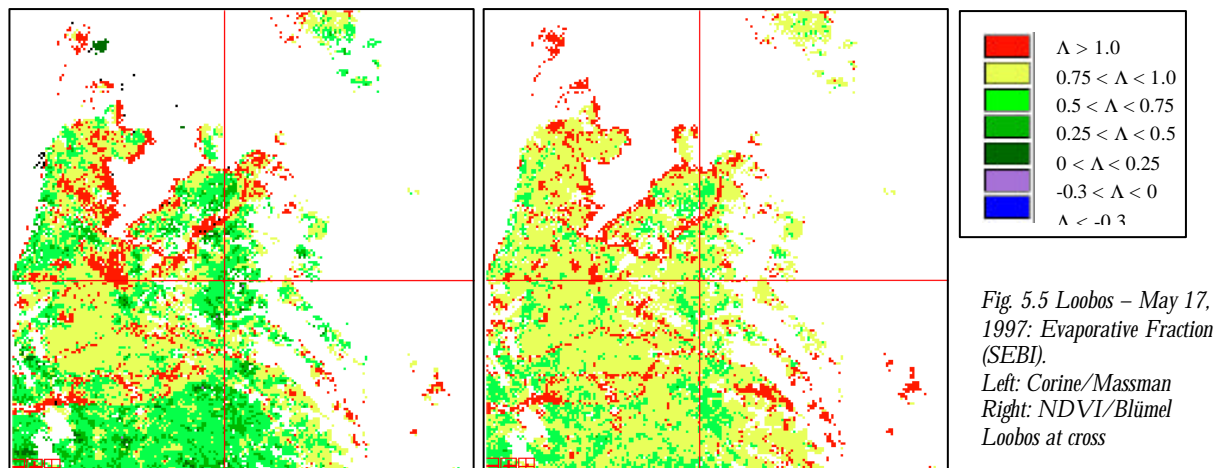 Λ > 1.0
0.75 < Λ < 1.0
0.5 < Λ < 0.75
0.25 < Λ < 0.5
0 < Λ < 0.25
-0.3 < Λ < 0
Λ < -0.3
Fig. 5.5 Loobos – May 17,
1997: Evaporative Fraction
(SEBI).
Left: Corine/Massman
Right: NDVI/Blümel
Loobos at cross